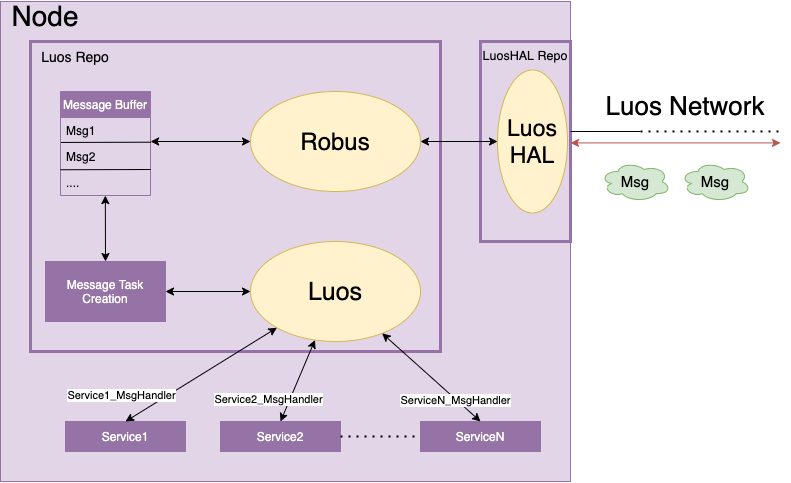 Node
Luos Repo
LuosHAL Repo
Message Buffer
Msg1
Msg2
....
Robus
Luos
HAL
Luos Network
Msg
Msg
Message Task
Creation
Luos
Service1_MsgHandler
Service2_MsgHandler
ServiceN_MsgHandler
Service1
Service2
ServiceN